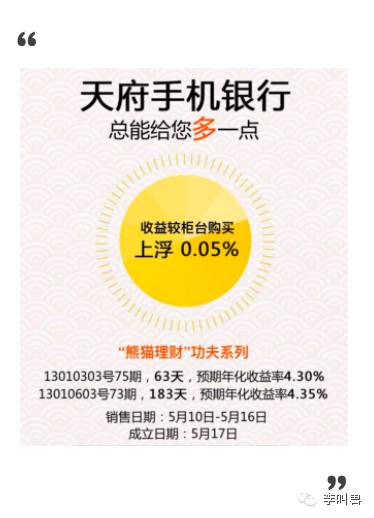 “
天府手机银行
总能给您多一点
收益较柜台购买
上浮 0.05%
“熊猫理财”功夫系列
13010303号75期，63天，预期年化收益率4.30%
13010603号73期，183天，预期年化收益率4.35%
销售日期：5月10日-5月16日
成立日期：5月17日
”
李叫兽